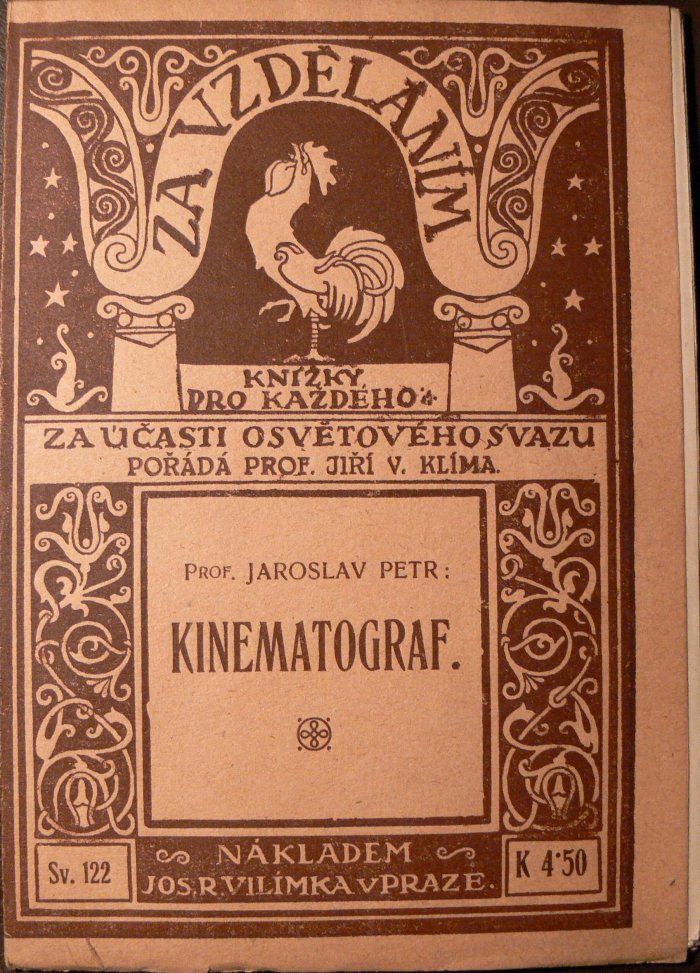 ZA VZDĚLÁNÍM
KNÍŽKY
PRO KAŽDÉHO
ZA ÚČASTI OSVĚTOVÉHO SVAZU
POŘÁDÁ PROF. JIŘÍ V. KLÍMA.
PROF. JAROSLAV PETR:
KINEMATOGRAF.
Sv. 122
NÁKLADEM
JOS. R. VILÍMKA V PRAZE.
K 4·50